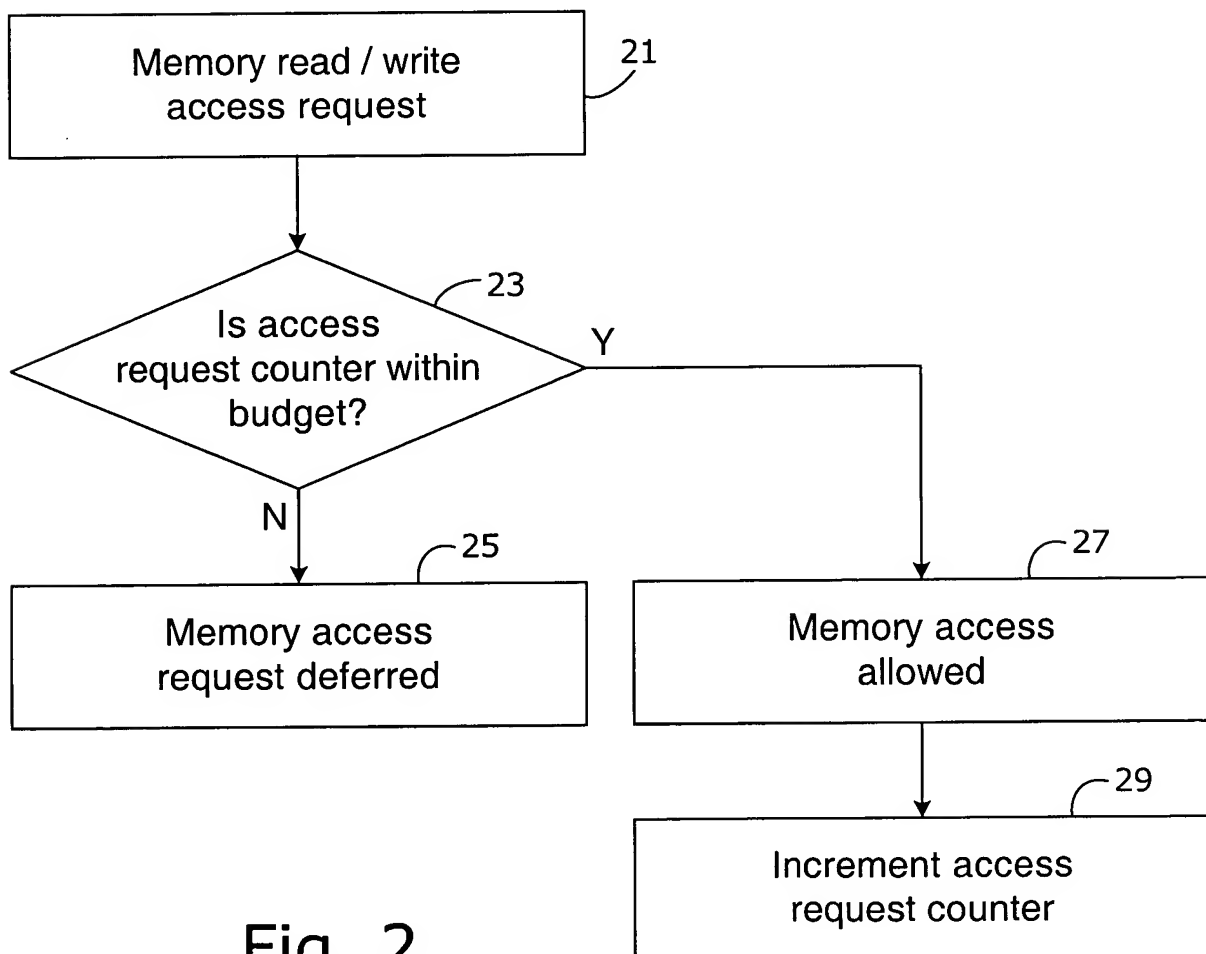 Memory read / write
access request
21
Is access
request counter within
budget?
23
Y
N
25
Memory access
request deferred
27
Memory access
allowed
29
Increment access
request counter
Fig. 2